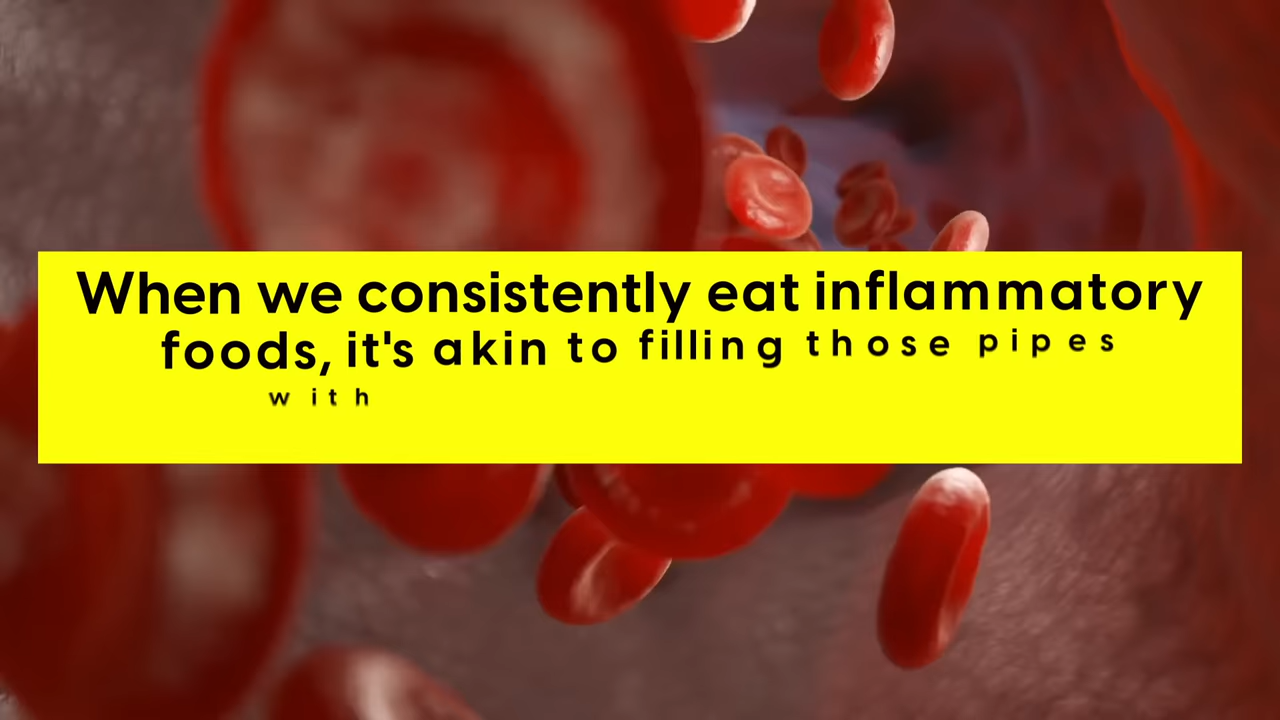 When we consistently eat inflammatory
foods, it's akin to filling those pipes
with